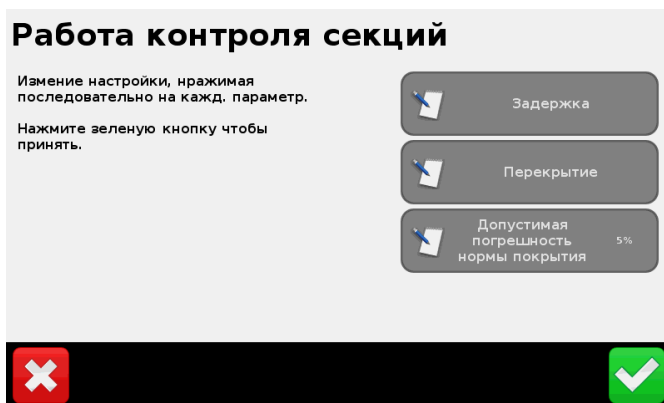 Работа контроля секций
Измение настройки, нражимая
последовательно на кажд. параметр.
Нажмите зеленую кнопку чтобы
принять.
Задержка
Перекрытие
Допустимая
погрешность
нормы покрытия
5%